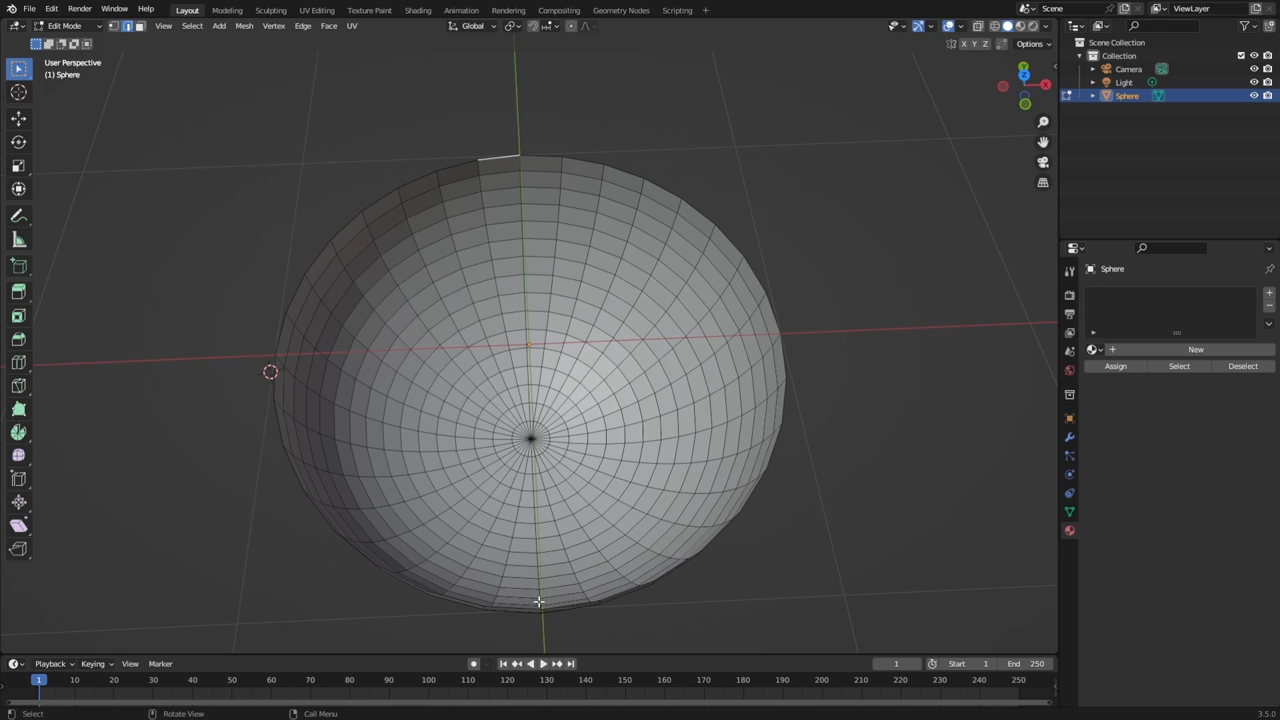 File Edit Render Window Help Layout Modeling Sculpting UV Editing Texture Paint Shading Animation Rendering Compositing Geometry Nodes Scripting + Scene ViewLayer
Edit Mode View Select Add Mesh Vertex Edge Face UV Global
X Y Z Options
User Perspective
(1) Sphere
Y
Z
X
Scene Collection
Collection
Camera
Light
Sphere
Sphere
New
Assign Select Deselect
Playback Keying View Marker 1 Start 1 End 250
1 10 20 30 40 50 60 70 80 90 100 110 120 130 140 150 160 170 180 190 200 210 220 230 240 250
Select Rotate View Call Menu 3.5.0